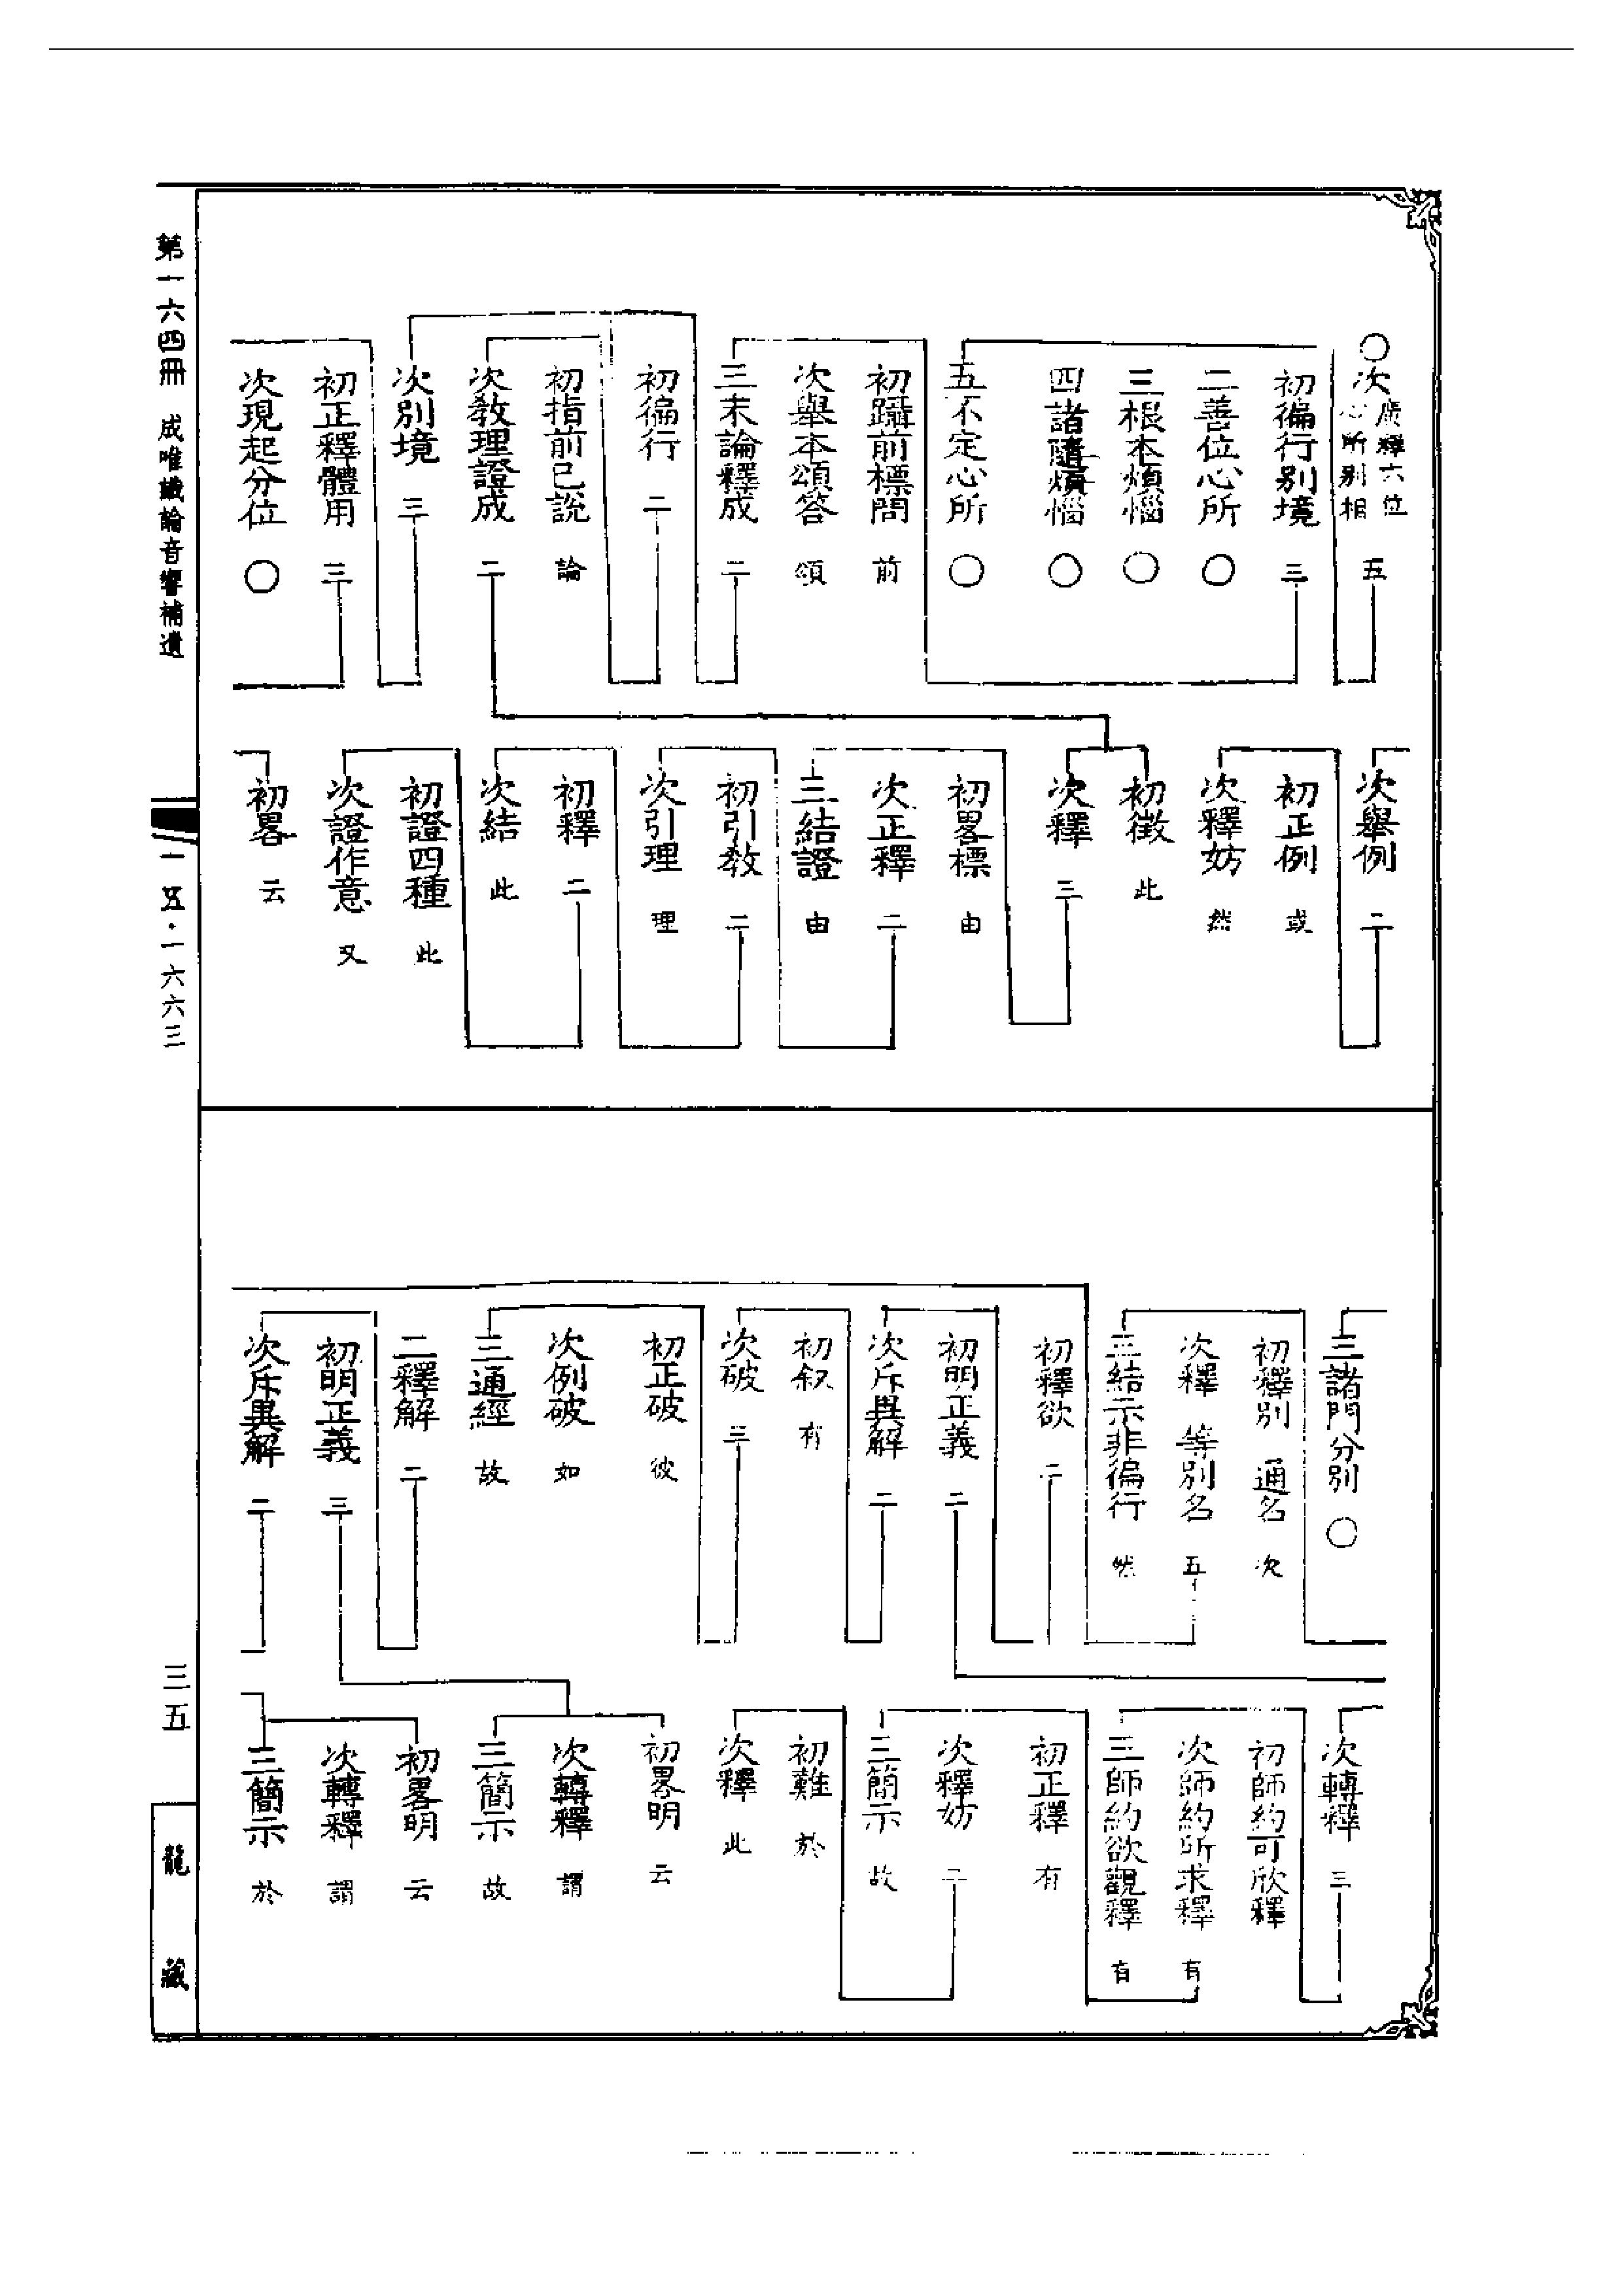 ○次廣釋六位心所別相 五
初徧行別境 三
二善位心所 ○
三根本煩惱 ○
四諸隨煩惱 ○
五不定心所 ○
初躡前標問 前
次舉本頌答 頌
三末論釋成 二
初徧行 二
初指前已說 論
次教理證成 二
次別境 三
初正釋體用 三
次現起分位 ○
次舉例 二
初正例 或
次釋妨 然
初徵 此
次釋 三
初畧標 由
次正釋 二
三結證 由
初引教 二
次引理 理
初釋 二
次結 此
初證四種 此
次證作意 又
初畧 云
三諸門分別 ○
初釋別 通名 次
次釋 等別名 五
三結示非徧行 然
初釋欲 二
初明正義 二
次斥異解 二
初叙 有
次破 三
初正破 彼
次例破 如
三通經 故
二釋解 二
初明正義 三
次斥異解 二
次轉釋 三
初師約可欣釋
次師約所求釋 有
三師約欲觀釋 有
初正釋 有
次釋妨 二
三簡示 故
初難 於
次釋 此
初畧明 云
次轉釋 謂
三簡示 故
初畧明 云
次轉釋 謂
三簡示 於
第一六四冊 成唯識論音響補遺
一五·一六六三
三五
龍藏